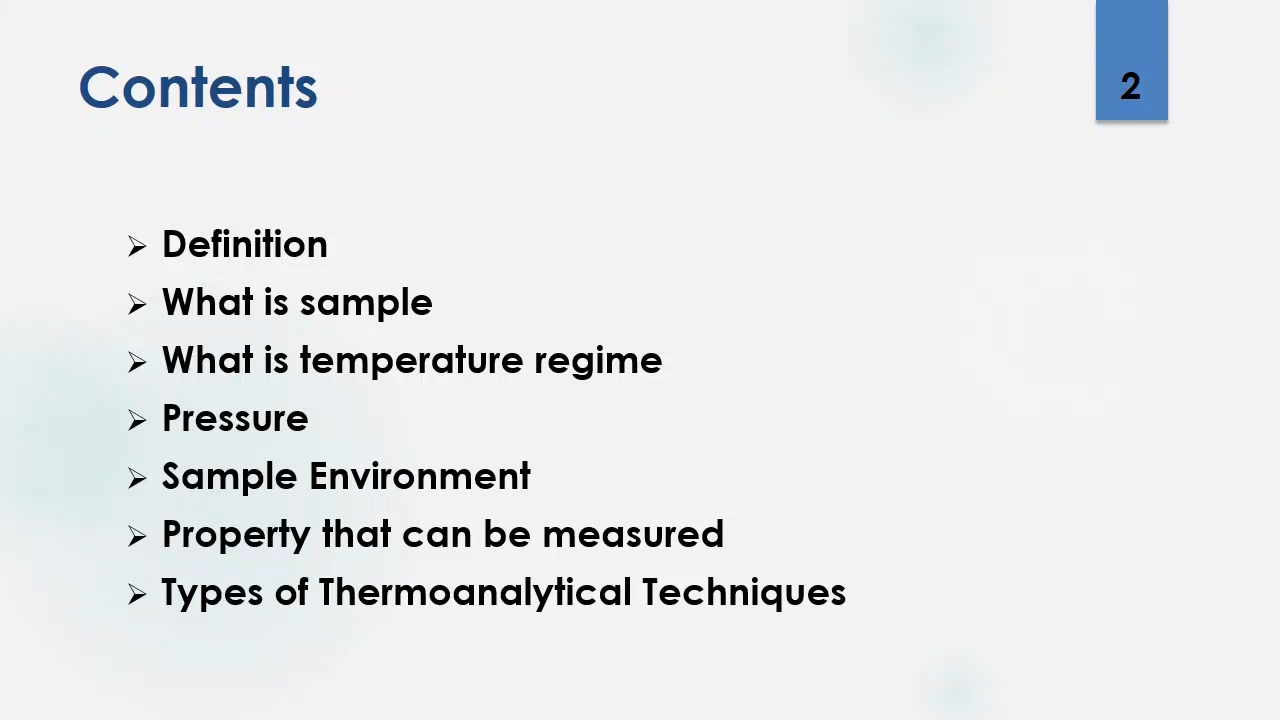 Contents
2
Definition
What is sample
What is temperature regime
Pressure
Sample Environment
Property that can be measured
Types of Thermoanalytical Techniques